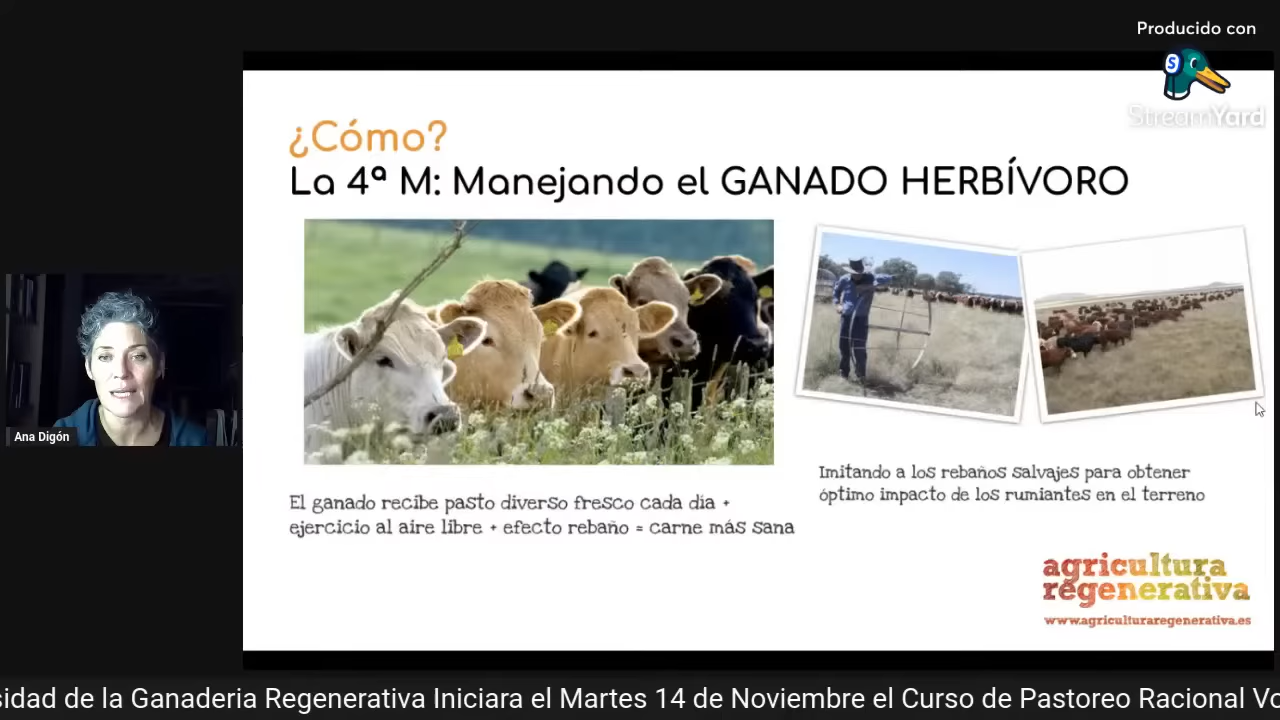 Producido con
StreamYard
¿Cómo?
La 4ª M: Manejando el GANADO HERBÍVORO
El ganado recibe pasto diverso fresco cada dia +
ejercicio al aire libre + efecto rebaño = carne más sana
Imitando a los rebaños salvajes para obtener
óptimo impacto de los rumiantes en el terreno
Ana Digón
agricultura
regenerativa
www.agriculturaregenerativa.es
sidad de la Ganaderia Regenerativa Iniciara el Martes 14 de Noviembre el Curso de Pastoreo Racional Vo